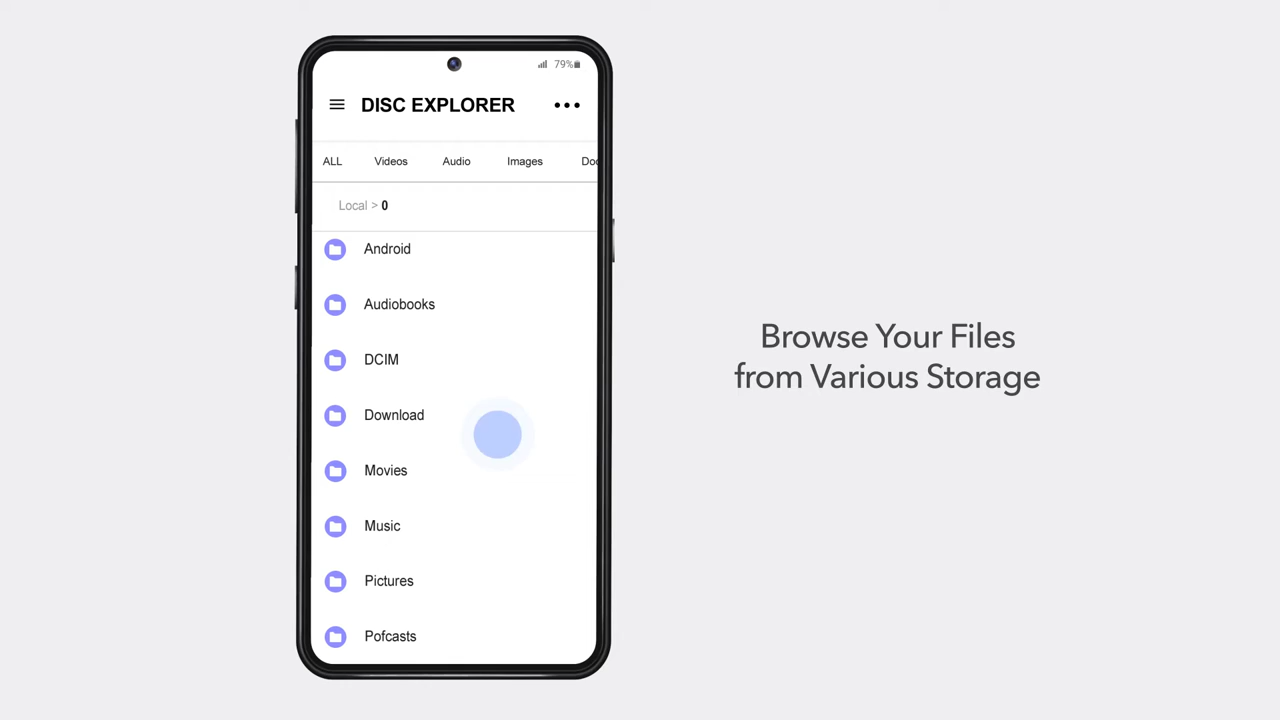 79%
DISC EXPLORER
ALL Videos Audio Images Doc
Local > 0
Android
Audiobooks
DCIM
Download
Movies
Music
Pictures
Pofcasts
Browse Your Files
from Various Storage